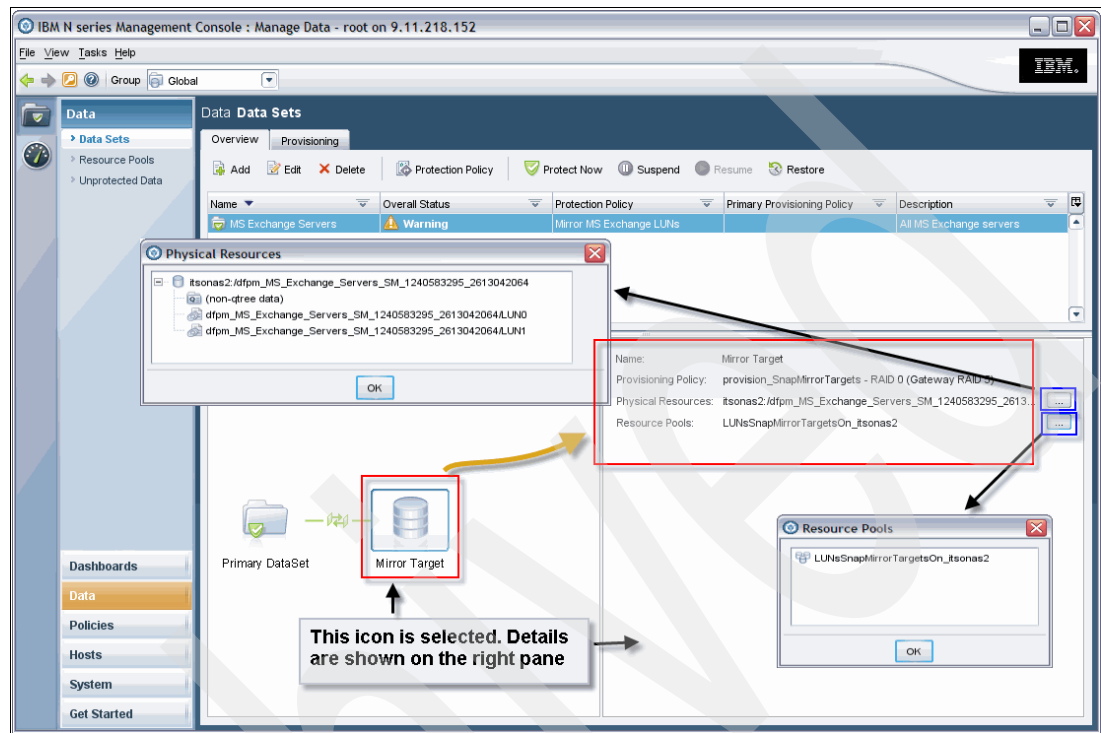 IBM N series Management Console : Manage Data - root on 9.11.218.152
File View Tasks Help
Group Global
IBM.
Data
Data Sets
Resource Pools
Unprotected Data
Data Data Sets
Overview Provisioning
Add Edit Delete Protection Policy Protect Now Suspend Resume Restore
Name Overall Status Protection Policy Primary Provisioning Policy Description
MS Exchange Servers Warning Mirror MS Exchange LUNs All MS Exchange servers
Physical Resources
itsonas2:/dfpm_MS_Exchange_Servers_SM_1240583295_2613042064
(non-qtree data)
dfpm_MS_Exchange_Servers_SM_1240583295_2613042064/LUN0
dfpm_MS_Exchange_Servers_SM_1240583295_2613042064/LUN1
OK
Name: Mirror Target
Provisioning Policy: provision_SnapMirrorTargets - RAID 0 (Gateway RAID 5)
Physical Resources: itsonas2:/dfpm_MS_Exchange_Servers_SM_1240583295_2613... ...
Resource Pools: LUNsSnapMirrorTargetsOn_itsonas2 ...
Primary DataSet
Mirror Target
This icon is selected. Details
are shown on the right pane
Resource Pools
LUNsSnapMirrorTargetsOn_itsonas2
OK
Dashboards
Data
Policies
Hosts
System
Get Started